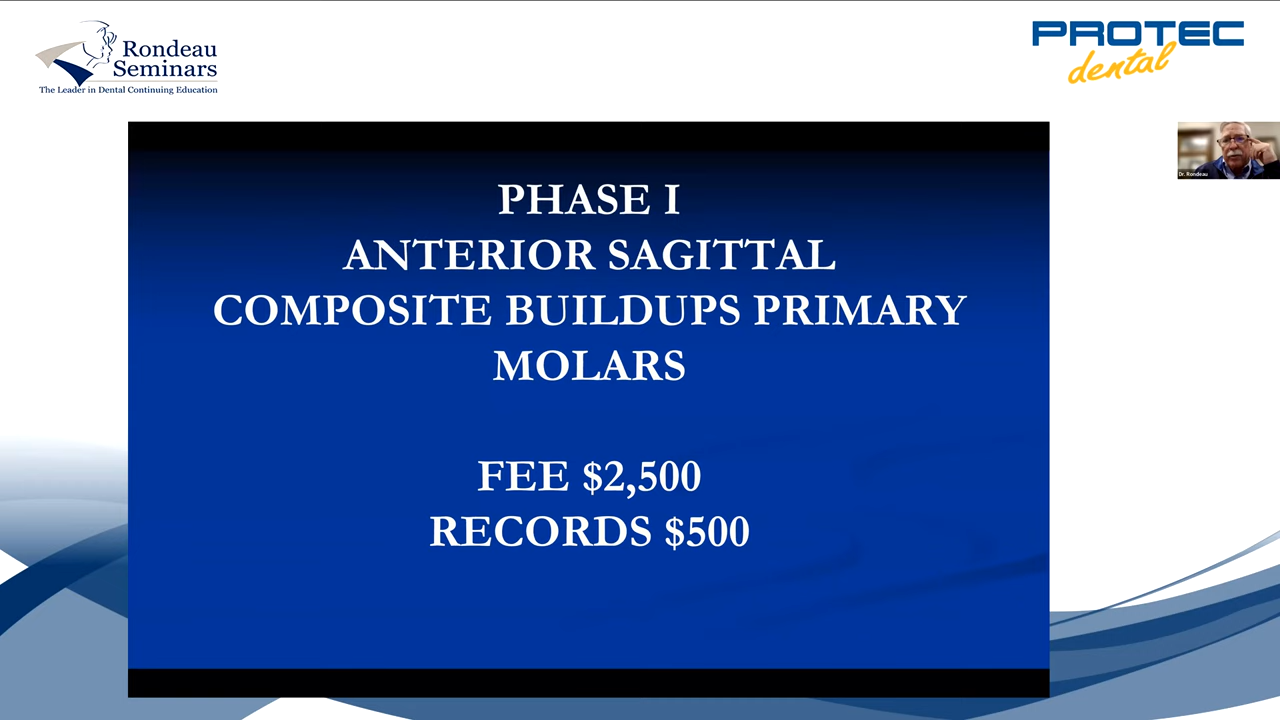 Rondeau
Seminars
The Leader in Dental Continuing Education
PROTEC
dental
Dr. Rondeau
PHASE I
ANTERIOR SAGITTAL
COMPOSITE BUILDUPS PRIMARY
MOLARS
FEE $2,500
RECORDS $500